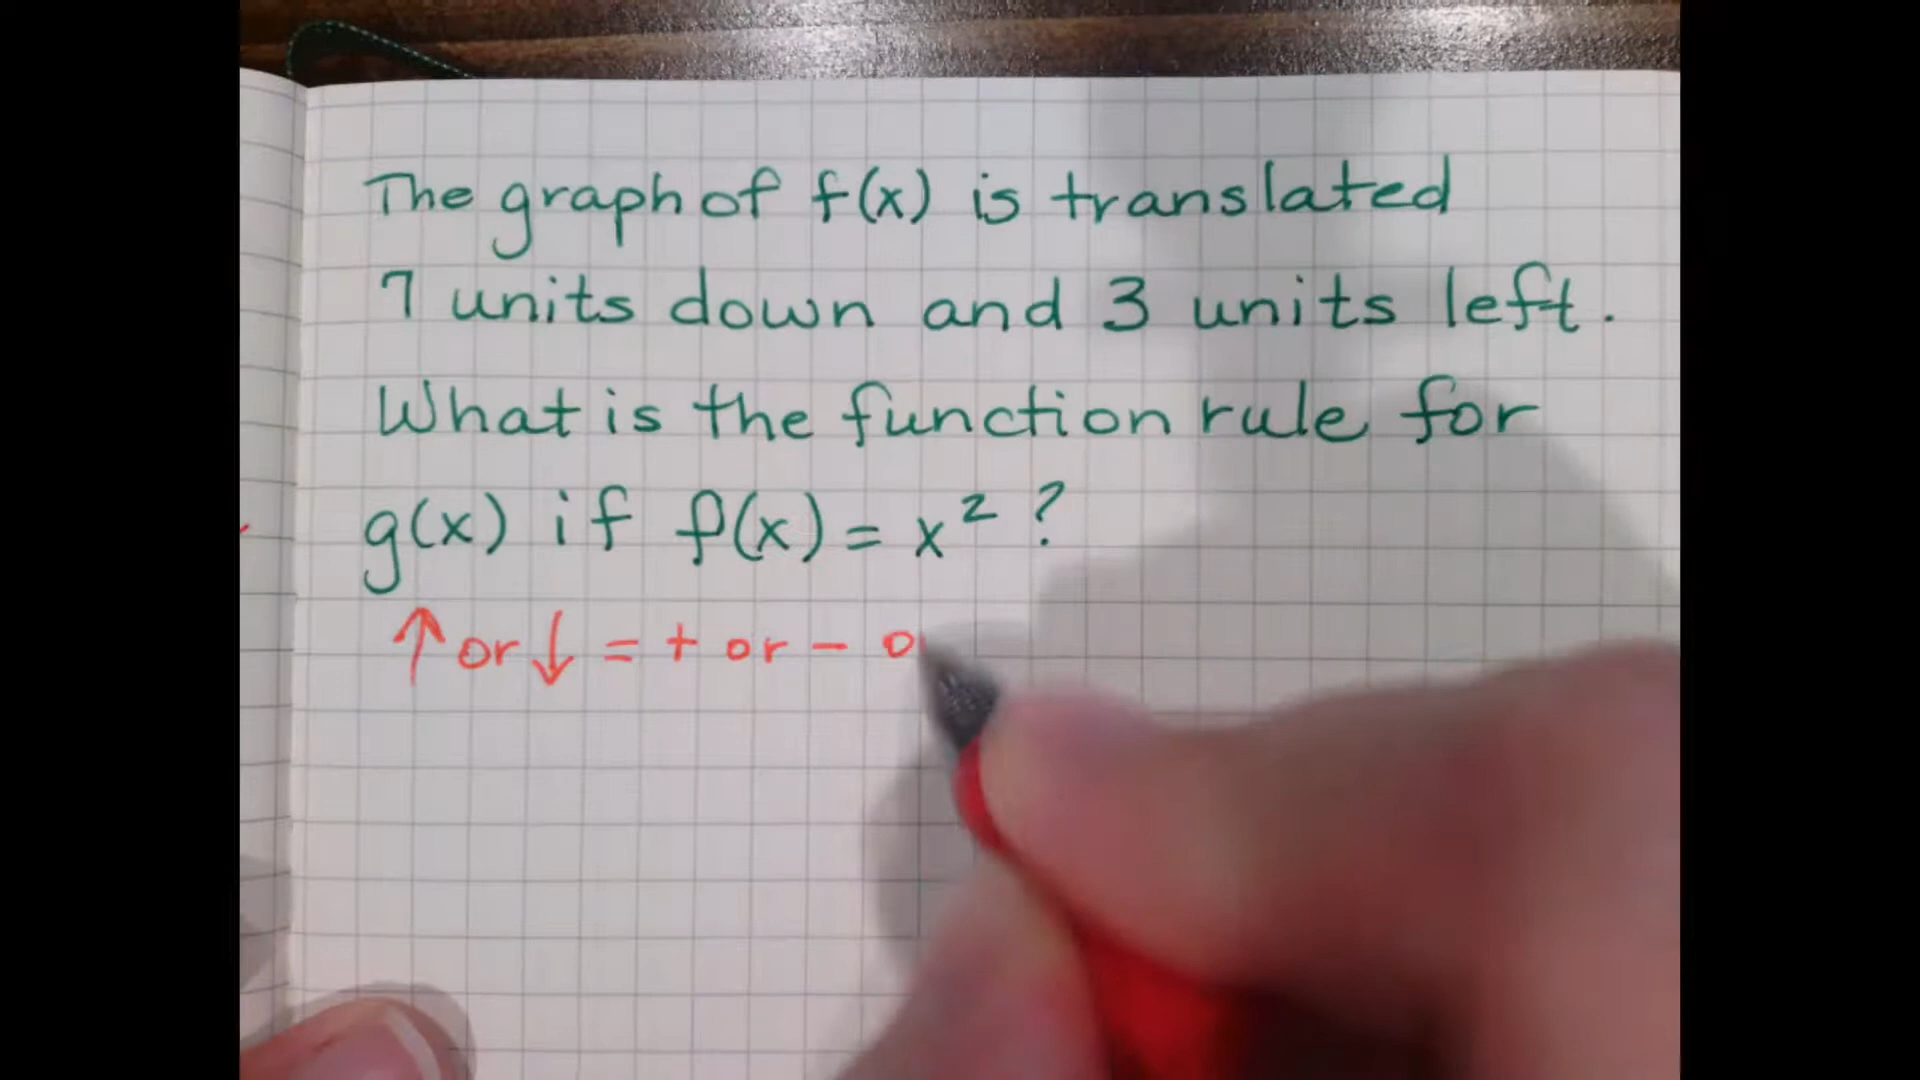 The graph of f(x) is translated
7 units down and 3 units left.
What is the function rule for
g(x) if f(x) = x²?
↑ or ↓ = + or -